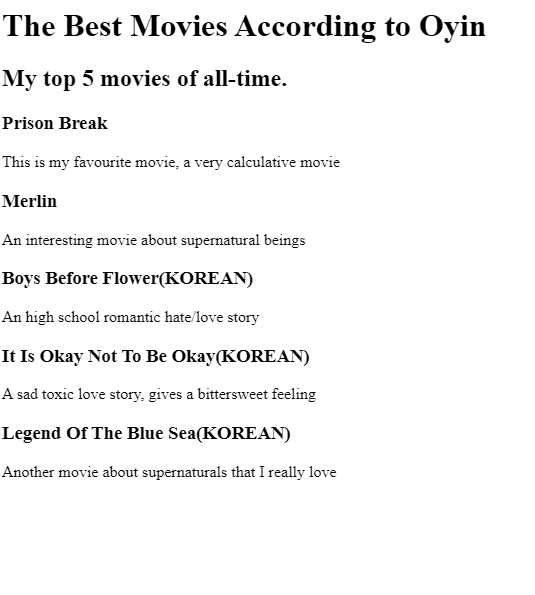 The Best Movies According to Oyin
My top 5 movies of all-time.
Prison Break
This is my favourite movie, a very calculative movie
Merlin
An interesting movie about supernatural beings
Boys Before Flower(KOREAN)
An high school romantic hate/love story
It Is Okay Not To Be Okay(KOREAN)
A sad toxic love story, gives a bittersweet feeling
Legend Of The Blue Sea(KOREAN)
Another movie about supernaturals that I really love